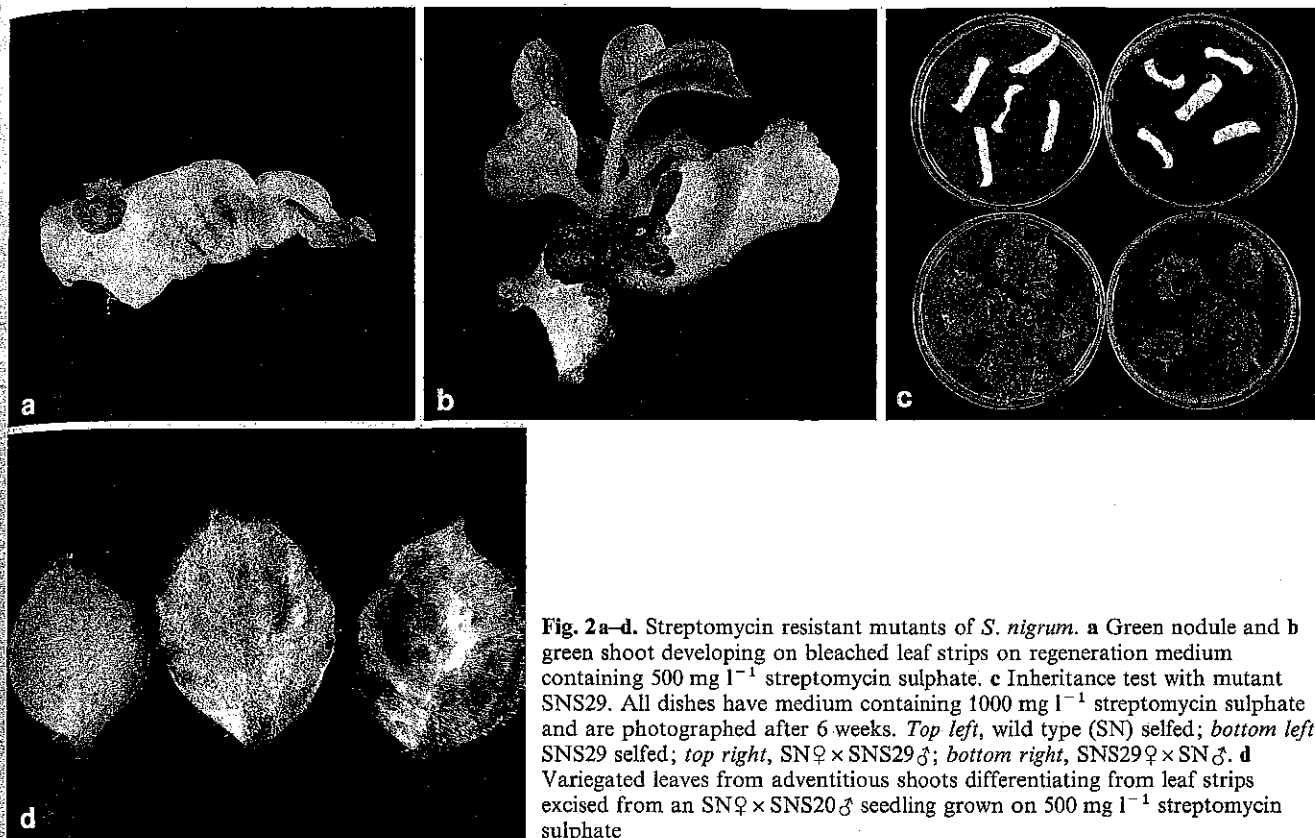 a
b
c
d
Fig. 2a–d. Streptomycin resistant mutants of S. nigrum. a Green nodule and b
green shoot developing on bleached leaf strips on regeneration medium
containing 500 mg l⁻¹ streptomycin sulphate. c Inheritance test with mutant
SNS29. All dishes have medium containing 1000 mg l⁻¹ streptomycin sulphate
and are photographed after 6 weeks. Top left, wild type (SN) selfed; bottom left
SNS29 selfed; top right, SN♀ × SNS29♂; bottom right, SNS29♀ × SN♂. d
Variegated leaves from adventitious shoots differentiating from leaf strips
excised from an SN♀ × SNS20♂ seedling grown on 500 mg l⁻¹ streptomycin
sulphate